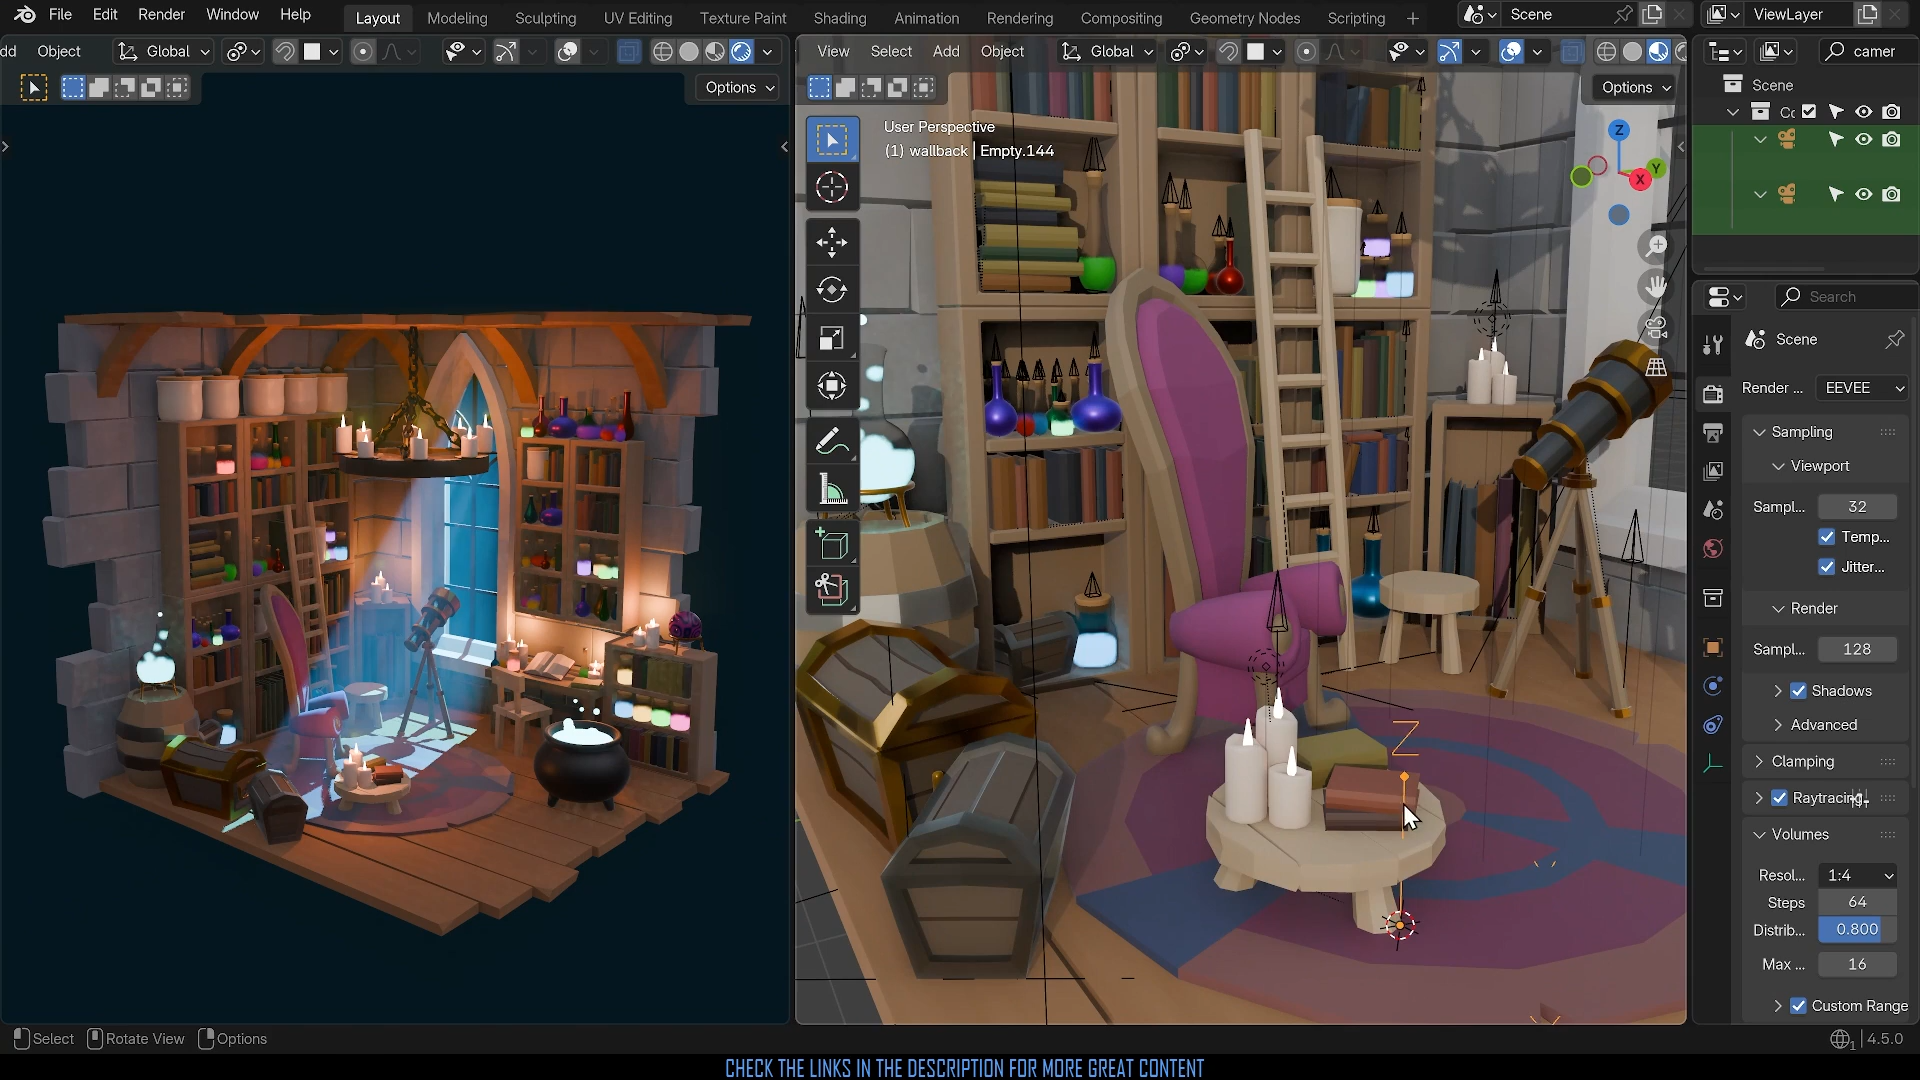 File Edit Render Window Help Layout Modeling Sculpting UV Editing Texture Paint Shading Animation Rendering Compositing Geometry Nodes Scripting + Scene ViewLayer
dd Object Global View Select Add Object Global camer
Options Options Scene
User Perspective
(1) wallback | Empty.144
Z
Y
X
Search
Scene
Render ... EEVEE
Sampling
Viewport
Sampl... 32
Temp...
Jitter...
Render
Sampl... 128
Shadows
Z
Advanced
Clamping
Raytracing
Volumes
Resol... 1:4
Steps 64
Distrib... 0.800
Max ... 16
Custom Range
Select Rotate View Options 1 4.5.0
CHECK THE LINKS IN THE DESCRIPTION FOR MORE GREAT CONTENT